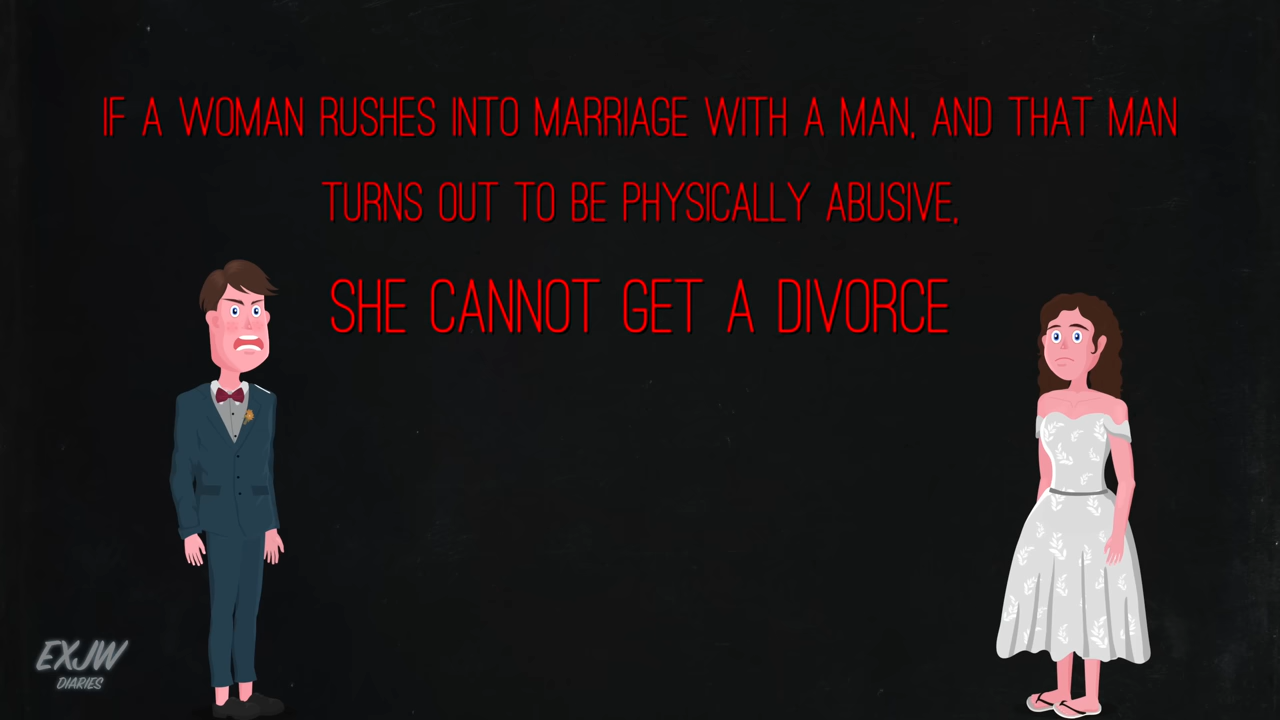 IF A WOMAN RUSHES INTO MARRIAGE WITH A MAN, AND THAT MAN
TURNS OUT TO BE PHYSICALLY ABUSIVE,
SHE CANNOT GET A DIVORCE
EXJW
DIARIES